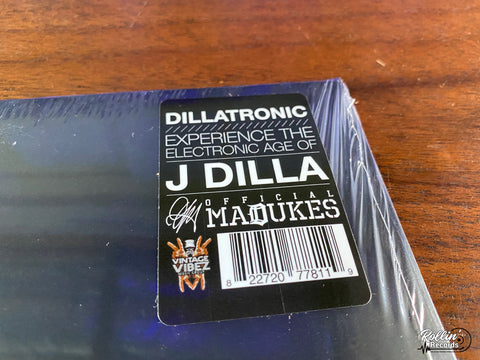 DILLATRONIC
EXPERIENCE THE
ELECTRONIC AGE OF
J DILLA
OFFICIAL
MADUKES
VINTAGE
VIBEZ
8 22720 77811 9
Rollin'
Records